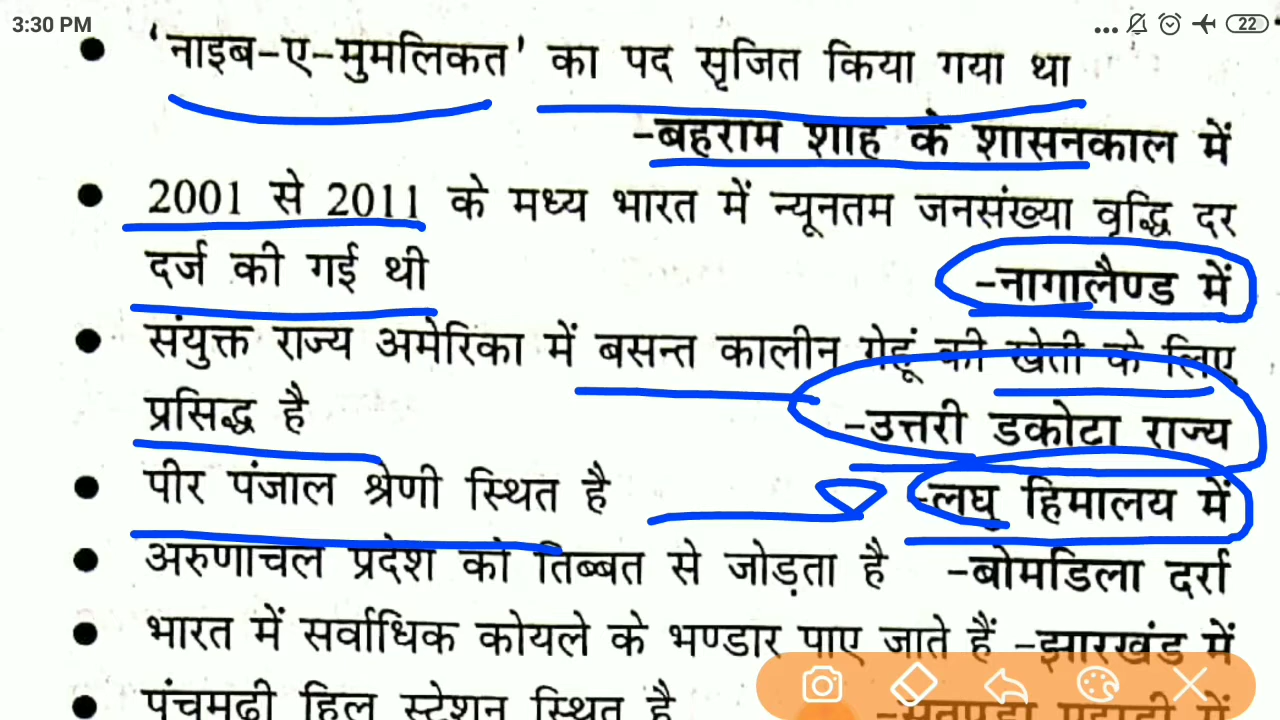 3:30 PM
... 22
● 'नाइब-ए-मुमलिकत' का पद सृजित किया गया था
-बहराम शाह के शासनकाल में
● 2001 से 2011 के मध्य भारत में न्यूनतम जनसंख्या वृद्धि दर
दर्ज की गई थी -नागालैण्ड में
● संयुक्त राज्य अमेरिका में बसन्त कालीन गेहूं की खेती के लिए
प्रसिद्ध है -उत्तरी डकोटा राज्य
● पीर पंजाल श्रेणी स्थित है -लघु हिमालय में
● अरुणाचल प्रदेश को तिब्बत से जोड़ता है -बोमडिला दर्रा
● भारत में सर्वाधिक कोयले के भण्डार पाए जाते हैं -झारखंड में
● पंचमढ़ी हिल स्टेशन स्थित है